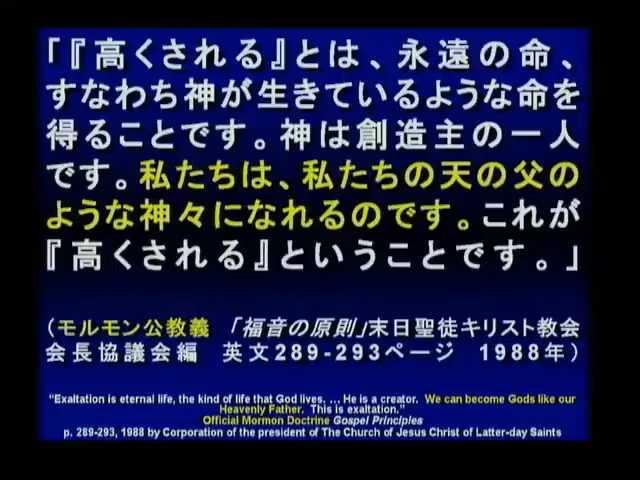 「『高くされる』とは、永遠の命、
すなわち神が生きているような命を
得ることです。神は創造主の一人
です。私たちは、私たちの天の父の
ような神々になれるのです。これが
『高くされる』ということです。」
（モルモン公教義 「福音の原則」末日聖徒キリスト教会
会長協議会編 英文289-293ページ 1988年）
“Exaltation is eternal life, the kind of life that God lives. ... He is a creator. We can become Gods like our
Heavenly Father. This is exaltation.”
Official Mormon Doctrine Gospel Principles
p. 289-293, 1988 by Corporation of the president of The Church of Jesus Christ of Latter-day Saints